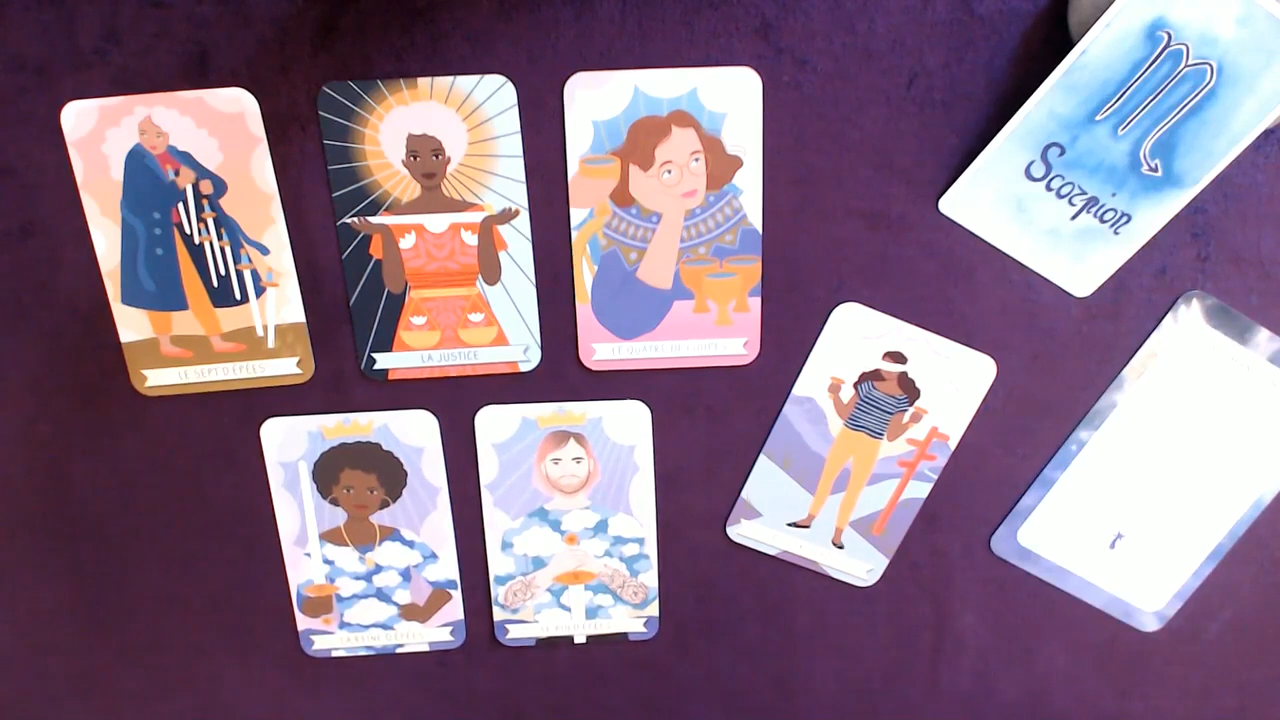 LE SEPT D'ÉPÉES
LA JUSTICE
LE QUATRE DE COUPES
Scorpion
LA REINE D'ÉPÉES
LE ROI D'ÉPÉES